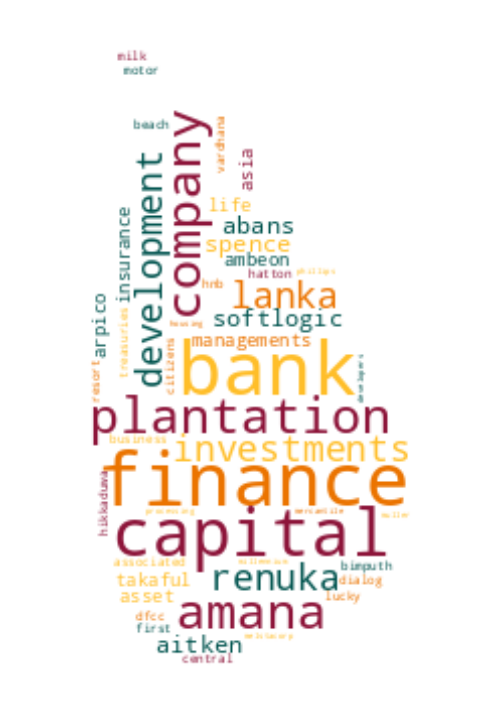 milk
motor
beach
vardhana
company
asia
development
life
insurance
abans
spence
ambeon
hatton
phillips
hnb
lanka
arpico
treasuries
softlogic
housing
managements
citizens
bank
resort
developers
plantation
business
investments
finance
hikkaduwa
capital
processing
mercantile
muller
associated
millennium
bimputh
takaful
renuka
dialog
asset
lucky
amana
dfcc
first
aitken
central